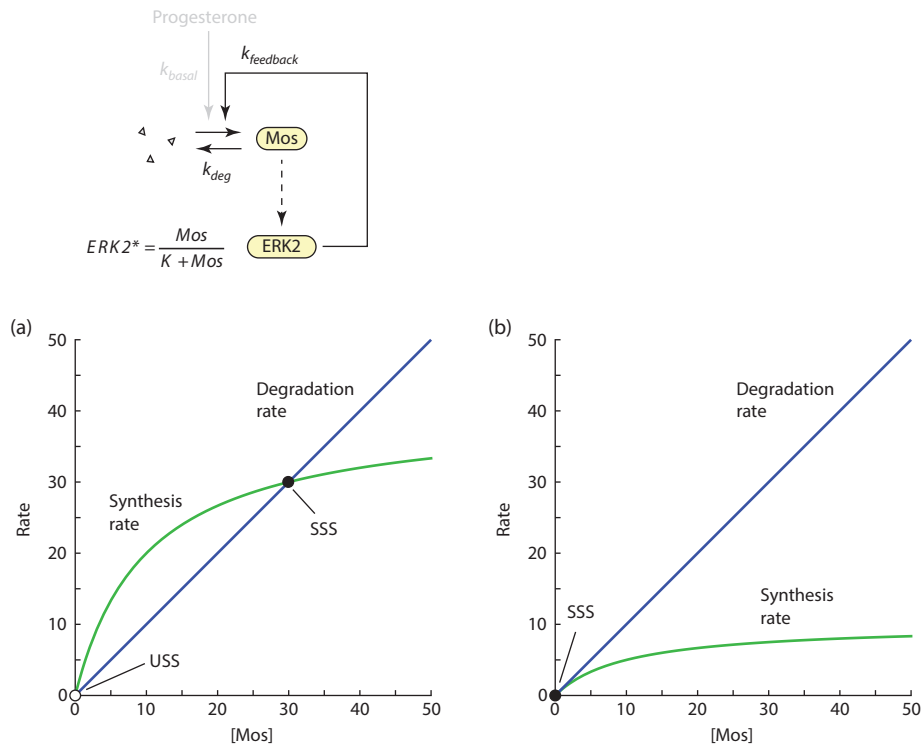 Progesterone
k_feedback
k_basal
Mos
k_deg
ERK2* = Mos / K + Mos
ERK2
(a)
50
40
30
20
10
0
Rate
Degradation
rate
Synthesis
rate
SSS
USS
0 10 20 30 40 50
[Mos]
(b)
50
40
30
20
10
0
Rate
Degradation
rate
Synthesis
rate
SSS
0 10 20 30 40 50
[Mos]